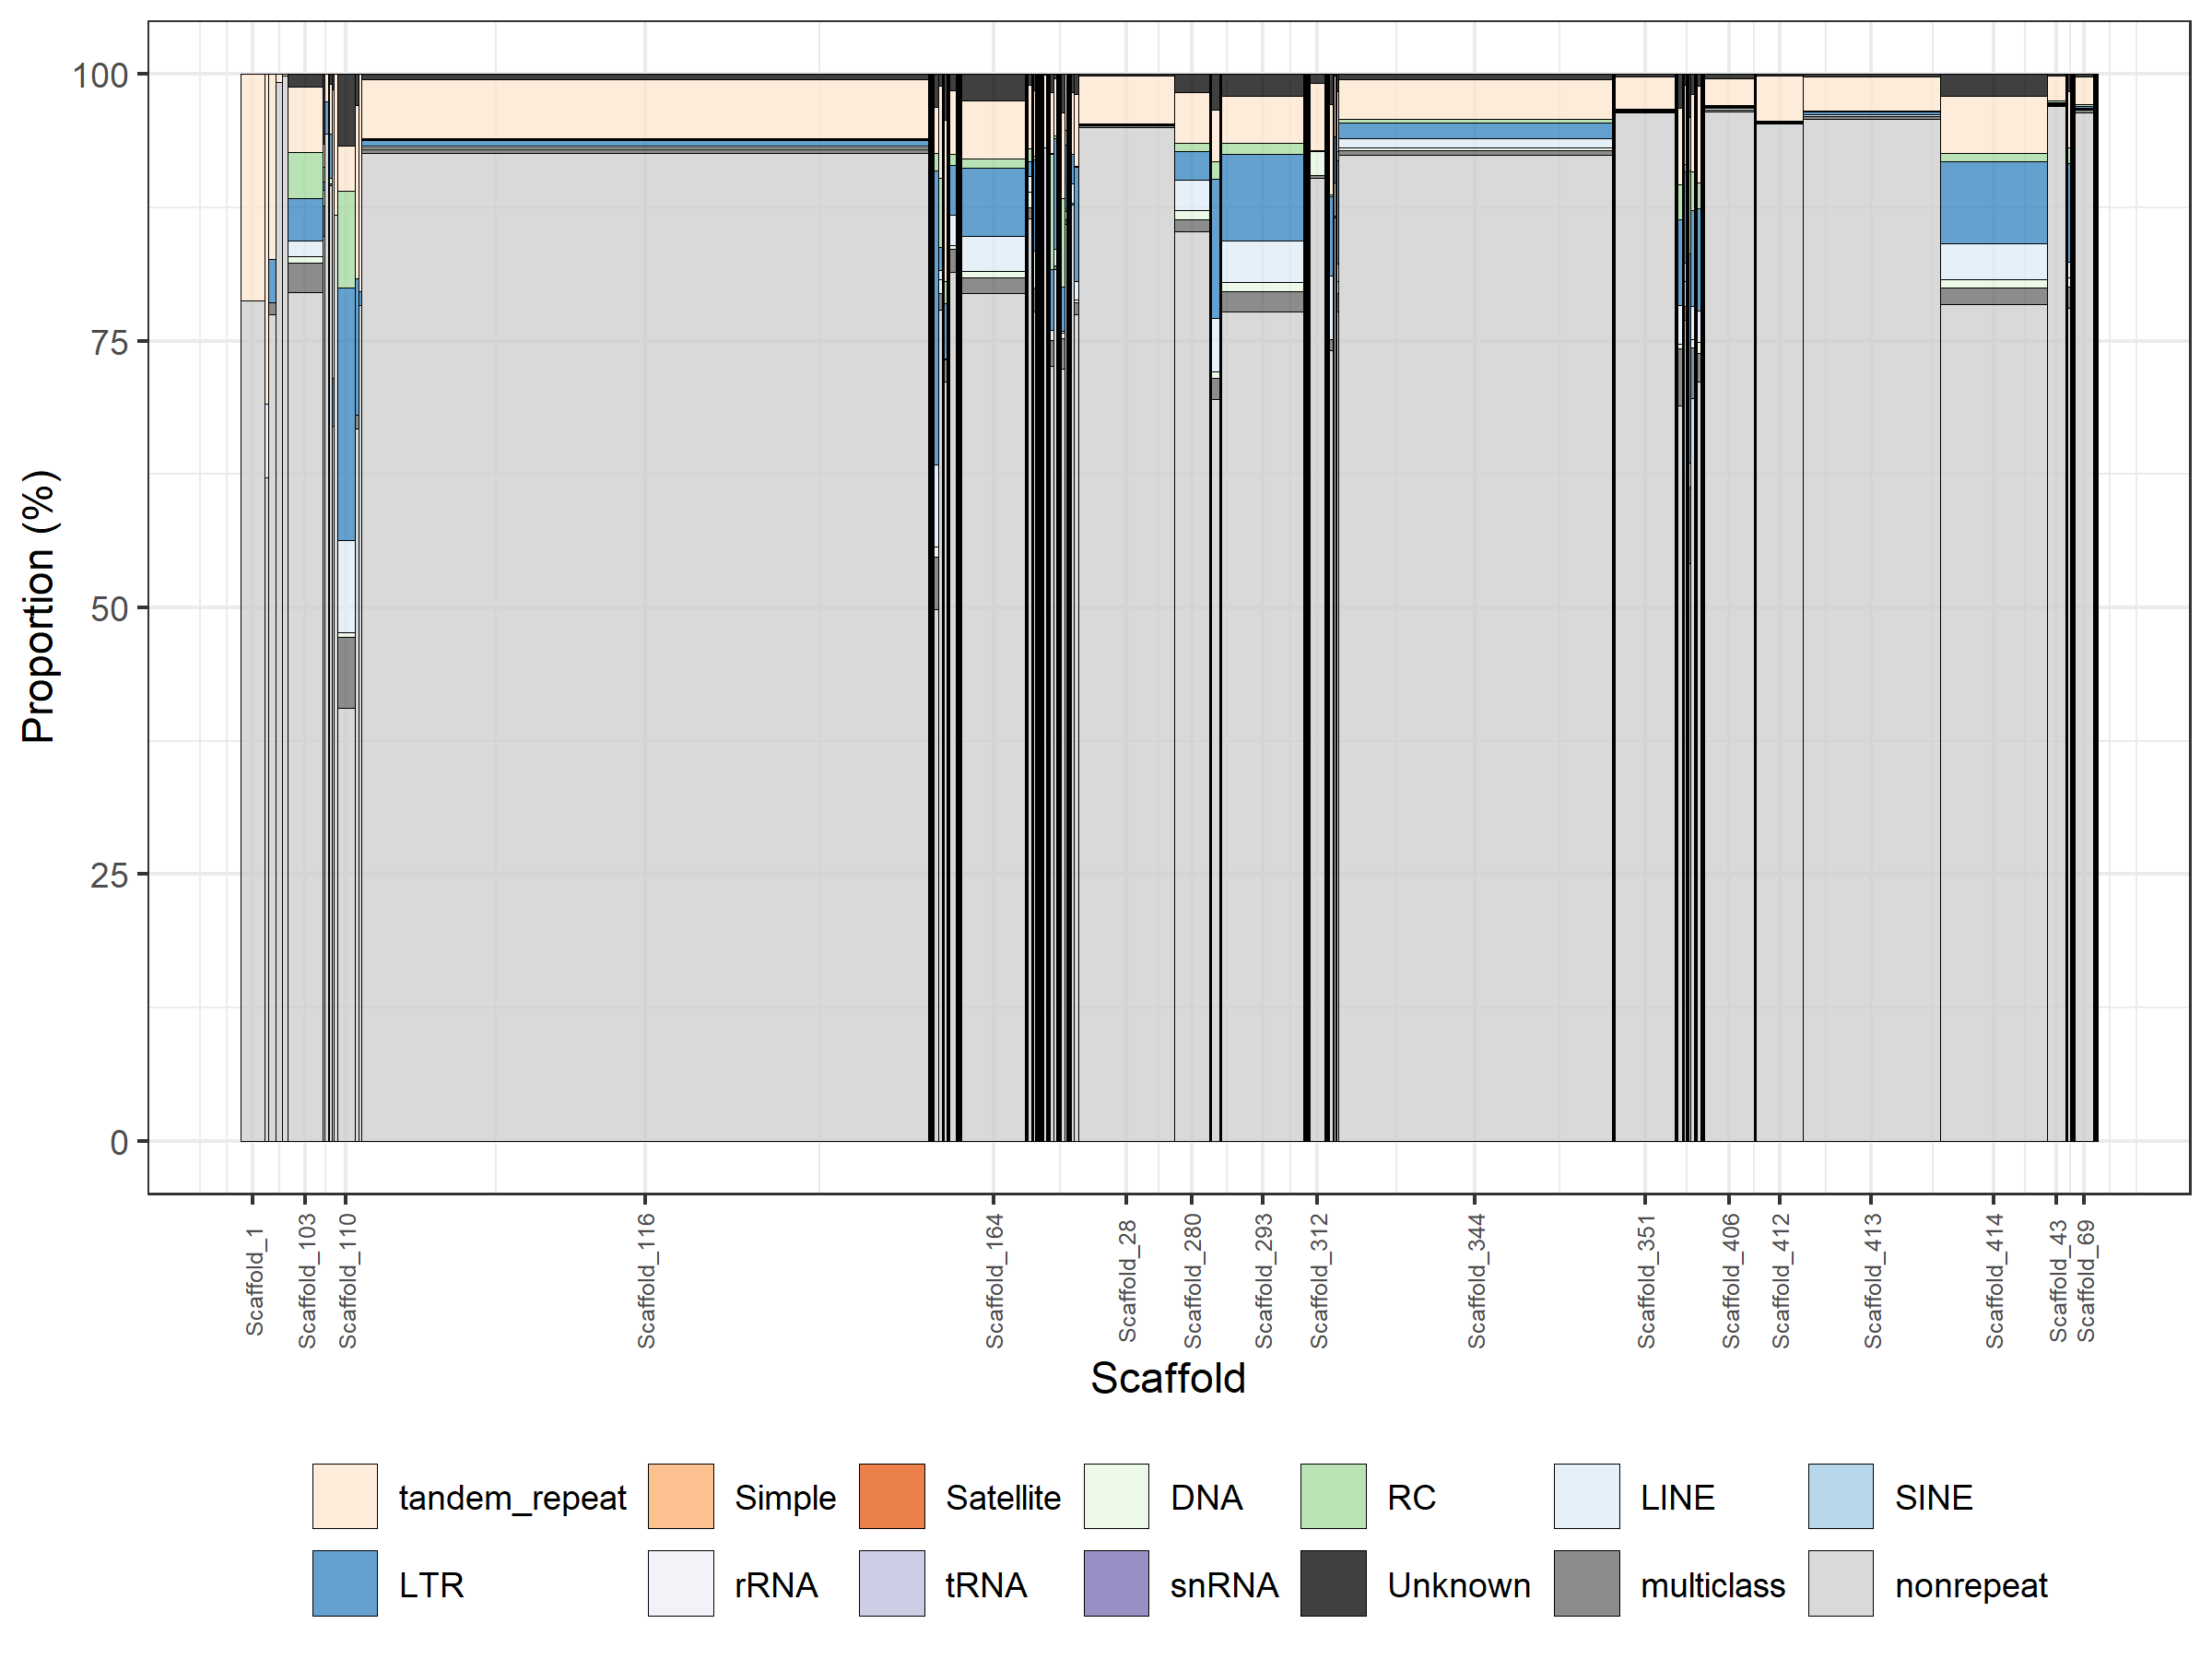 Proportion (%)
100
75
50
25
0
Scaffold_1
Scaffold_103
Scaffold_110
Scaffold_116
Scaffold_164
Scaffold_28
Scaffold_280
Scaffold_293
Scaffold_312
Scaffold_344
Scaffold_351
Scaffold_406
Scaffold_412
Scaffold_413
Scaffold_414
Scaffold_43
Scaffold_69
Scaffold
tandem_repeat Simple Satellite DNA RC LINE SINE
LTR rRNA tRNA snRNA Unknown multiclass nonrepeat